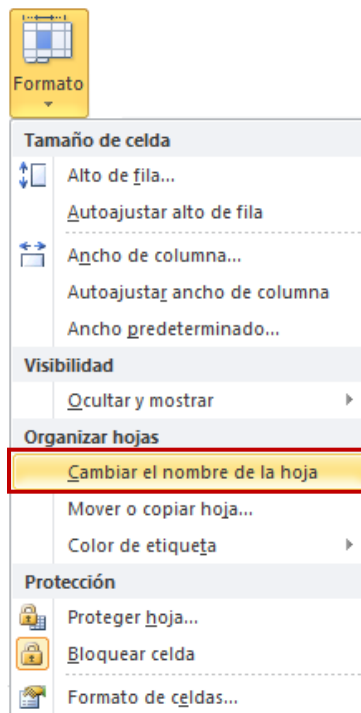 Formato
Tamaño de celda
Alto de fila...
Autoajustar alto de fila
Ancho de columna...
Autoajustar ancho de columna
Ancho predeterminado...
Visibilidad
Ocultar y mostrar
Organizar hojas
Cambiar el nombre de la hoja
Mover o copiar hoja...
Color de etiqueta
Protección
Proteger hoja...
Bloquear celda
Formato de celdas...